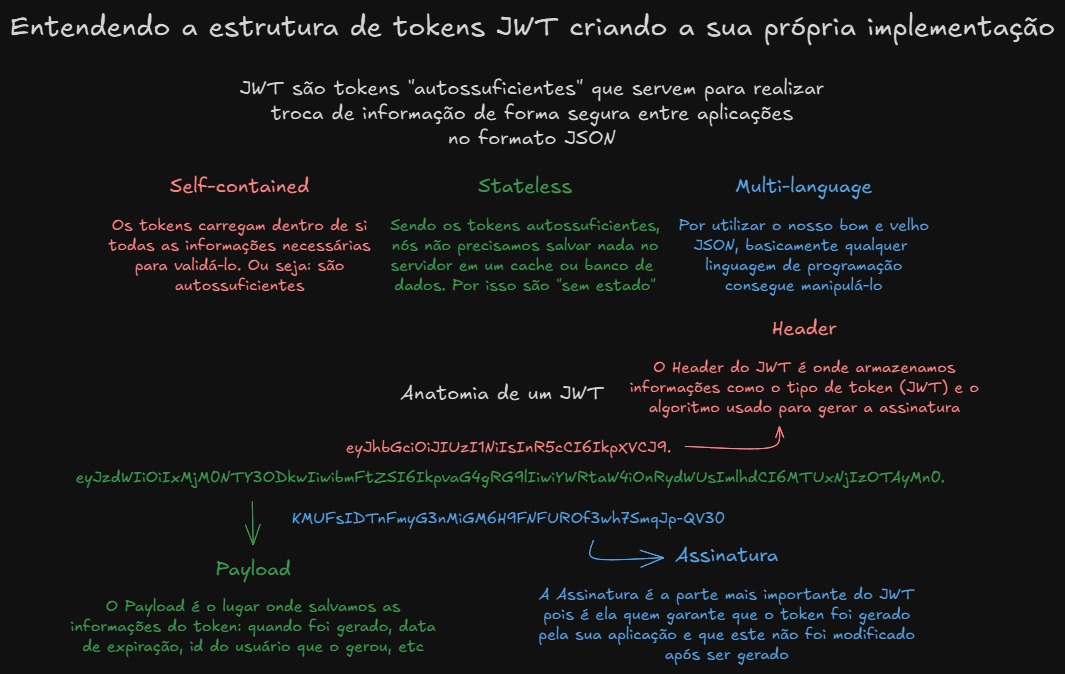 Entendendo a estrutura de tokens JWT criando a sua própria implementação
JWT são tokens "autossuficientes" que servem para realizar
troca de informação de forma segura entre aplicações
no formato JSON
Self-contained
Os tokens carregam dentro de si
todas as informações necessárias
para validá-lo. Ou seja: são
autossuficientes
Stateless
Sendo os tokens autossuficientes,
nós não precisamos salvar nada no
servidor em um cache ou banco de
dados. Por isso são "sem estado"
Multi-language
Por utilizar o nosso bom e velho
JSON, basicamente qualquer
linguagem de programação
consegue manipulá-lo
Header
O Header do JWT é onde armazenamos
informações como o tipo de token (JWT) e o
algoritmo usado para gerar a assinatura
Anatomia de um JWT
eyJhbGciOiJIUzI1NiIsInR5cCI6IkpXVCJ9.
eyJzdWIiOiIxMjM0NTY3ODkwIiwibmFtZSI6IkpvaG4gRG9lIiwiYWRtaW4iOnRydWUsImlhdCI6MTUxNjIzOTAyMn0.
KMUFsIDTnFmyG3nMiGM6H9FNFUROf3wh7SmqJp-QV30
Payload
O Payload é o lugar onde salvamos as
informações do token: quando foi gerado, data
de expiração, id do usuário que o gerou, etc
Assinatura
A Assinatura é a parte mais importante do JWT
pois é ela quem garante que o token foi gerado
pela sua aplicação e que este não foi modificado
após ser gerado